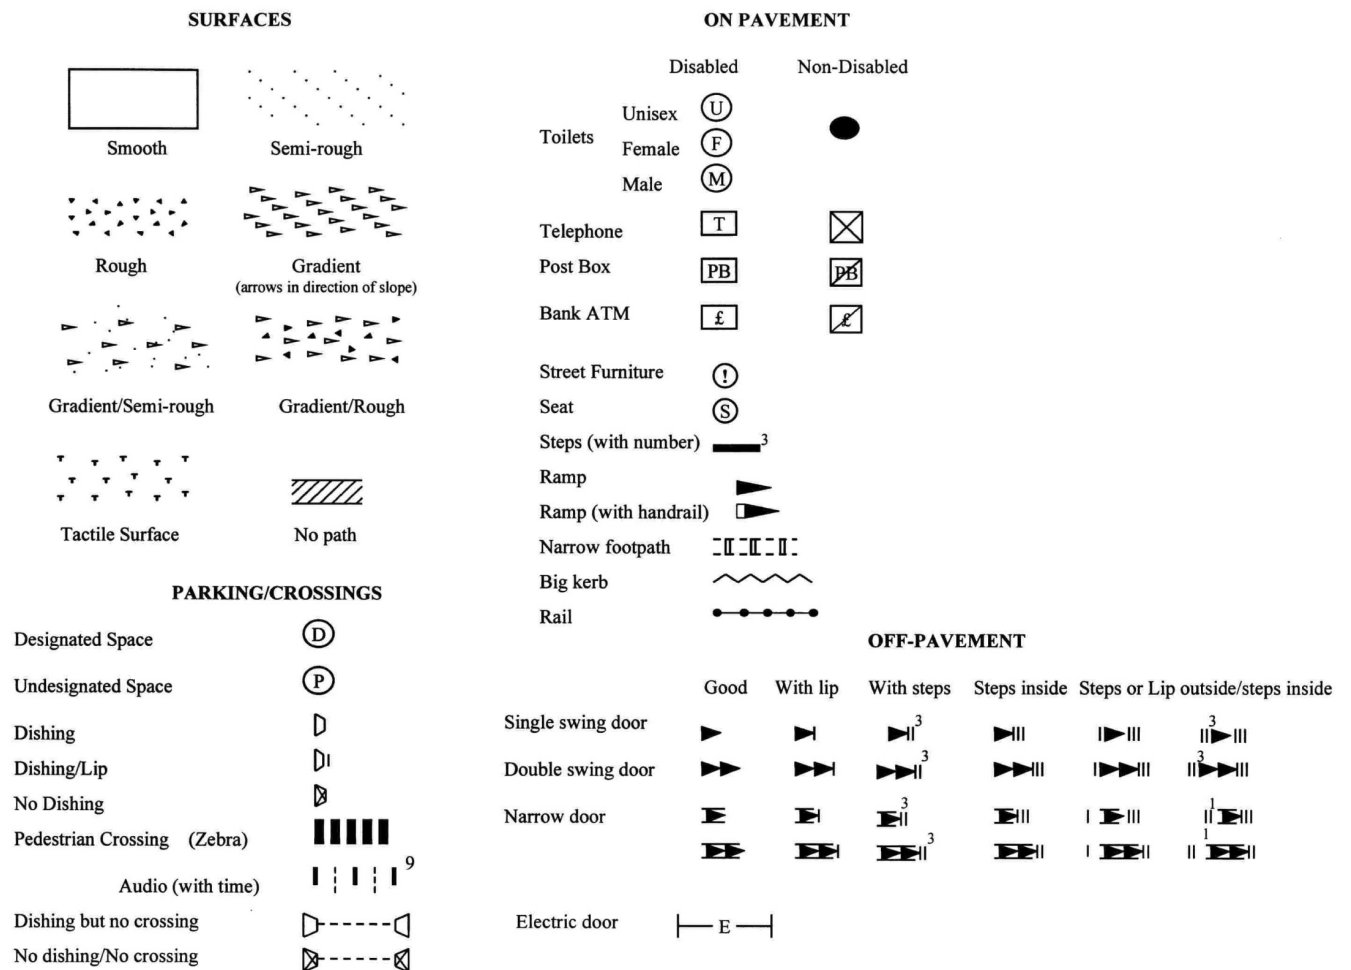 SURFACES
Smooth
Semi-rough
Rough
Gradient
(arrows in direction of slope)
Gradient/Semi-rough
Gradient/Rough
Tactile Surface
No path
PARKING/CROSSINGS
Designated Space
D
Undesignated Space
P
Dishing
Dishing/Lip
No Dishing
Pedestrian Crossing (Zebra)
Audio (with time)
9
Dishing but no crossing
No dishing/No crossing
ON PAVEMENT
Disabled
Non-Disabled
Toilets
Unisex
U
Female
F
Male
M
Telephone
T
Post Box
PB
PB
Bank ATM
£
£
Street Furniture
!
Seat
S
Steps (with number)
3
Ramp
Ramp (with handrail)
Narrow footpath
Big kerb
Rail
OFF-PAVEMENT
Good
With lip
With steps
Steps inside
Steps or Lip outside/steps inside
Single swing door
3
3
Double swing door
3
3
Narrow door
3
1
3
1
Electric door
E